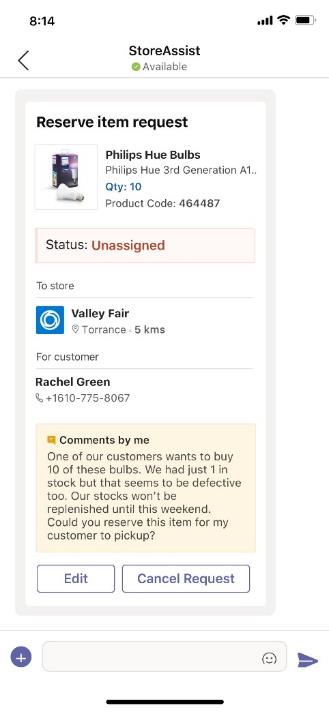 8:14
StoreAssist
Available
Reserve item request
Philips Hue Bulbs
Philips Hue 3rd Generation A1..
Qty: 10
Product Code: 464487
Status: Unassigned
To store
Valley Fair
Torrance - 5 kms
For customer
Rachel Green
+1610-775-8067
Comments by me
One of our customers wants to buy
10 of these bulbs. We had just 1 in
stock but that seems to be defective
too. Our stocks won't be
replenished until this weekend.
Could you reserve this item for my
customer to pickup?
Edit
Cancel Request